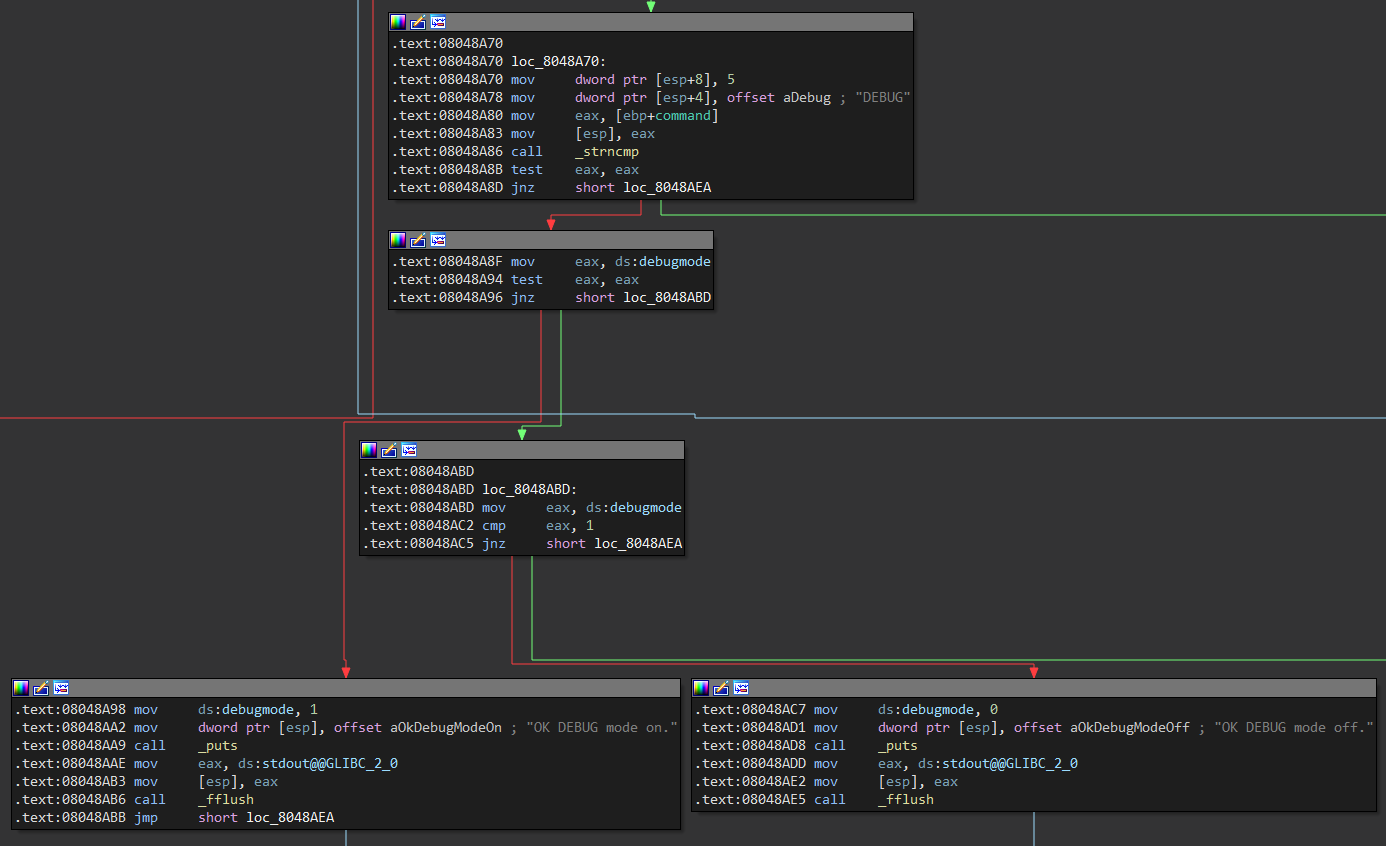 .text:08048A70
.text:08048A70 loc_8048A70:
.text:08048A70 mov     dword ptr [esp+8], 5
.text:08048A78 mov     dword ptr [esp+4], offset aDebug ; "DEBUG"
.text:08048A80 mov     eax, [ebp+command]
.text:08048A83 mov     [esp], eax
.text:08048A86 call    _strncmp
.text:08048A8B test    eax, eax
.text:08048A8D jnz     short loc_8048AEA
.text:08048A8F mov     eax, ds:debugmode
.text:08048A94 test    eax, eax
.text:08048A96 jnz     short loc_8048ABD
.text:08048ABD
.text:08048ABD loc_8048ABD:
.text:08048ABD mov     eax, ds:debugmode
.text:08048AC2 cmp     eax, 1
.text:08048AC5 jnz     short loc_8048AEA
.text:08048A98 mov     ds:debugmode, 1
.text:08048AA2 mov     dword ptr [esp], offset aOkDebugModeOn ; "OK DEBUG mode on."
.text:08048AA9 call    _puts
.text:08048AAE mov     eax, ds:stdout@@GLIBC_2_0
.text:08048AB3 mov     [esp], eax
.text:08048AB6 call    _fflush
.text:08048ABB jmp     short loc_8048AEA
.text:08048AC7 mov     ds:debugmode, 0
.text:08048AD1 mov     dword ptr [esp], offset aOkDebugModeOff ; "OK DEBUG mode off."
.text:08048AD8 call    _puts
.text:08048ADD mov     eax, ds:stdout@@GLIBC_2_0
.text:08048AE2 mov     [esp], eax
.text:08048AE5 call    _fflush